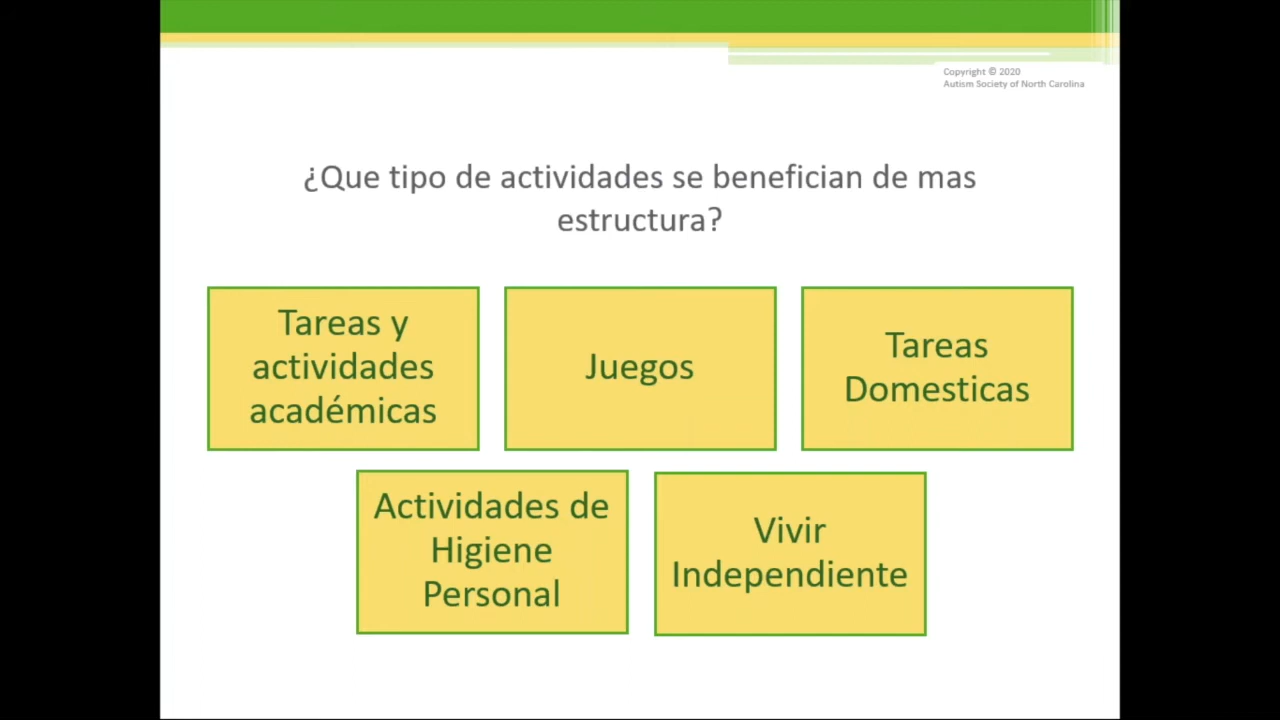 Copyright © 2020
Autism Society of North Carolina
¿Que tipo de actividades se benefician de mas
estructura?
Tareas y
actividades
académicas
Juegos
Tareas
Domesticas
Actividades de
Higiene
Personal
Vivir
Independiente